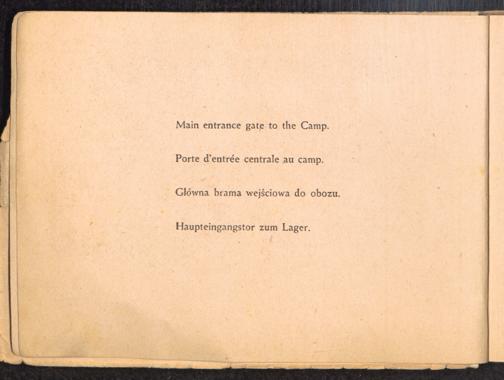 Main entrance gate to the Camp.
Porte d'entrée centrale au camp.
Główna brama wejściowa do obozu.
Haupteingangstor zum Lager.